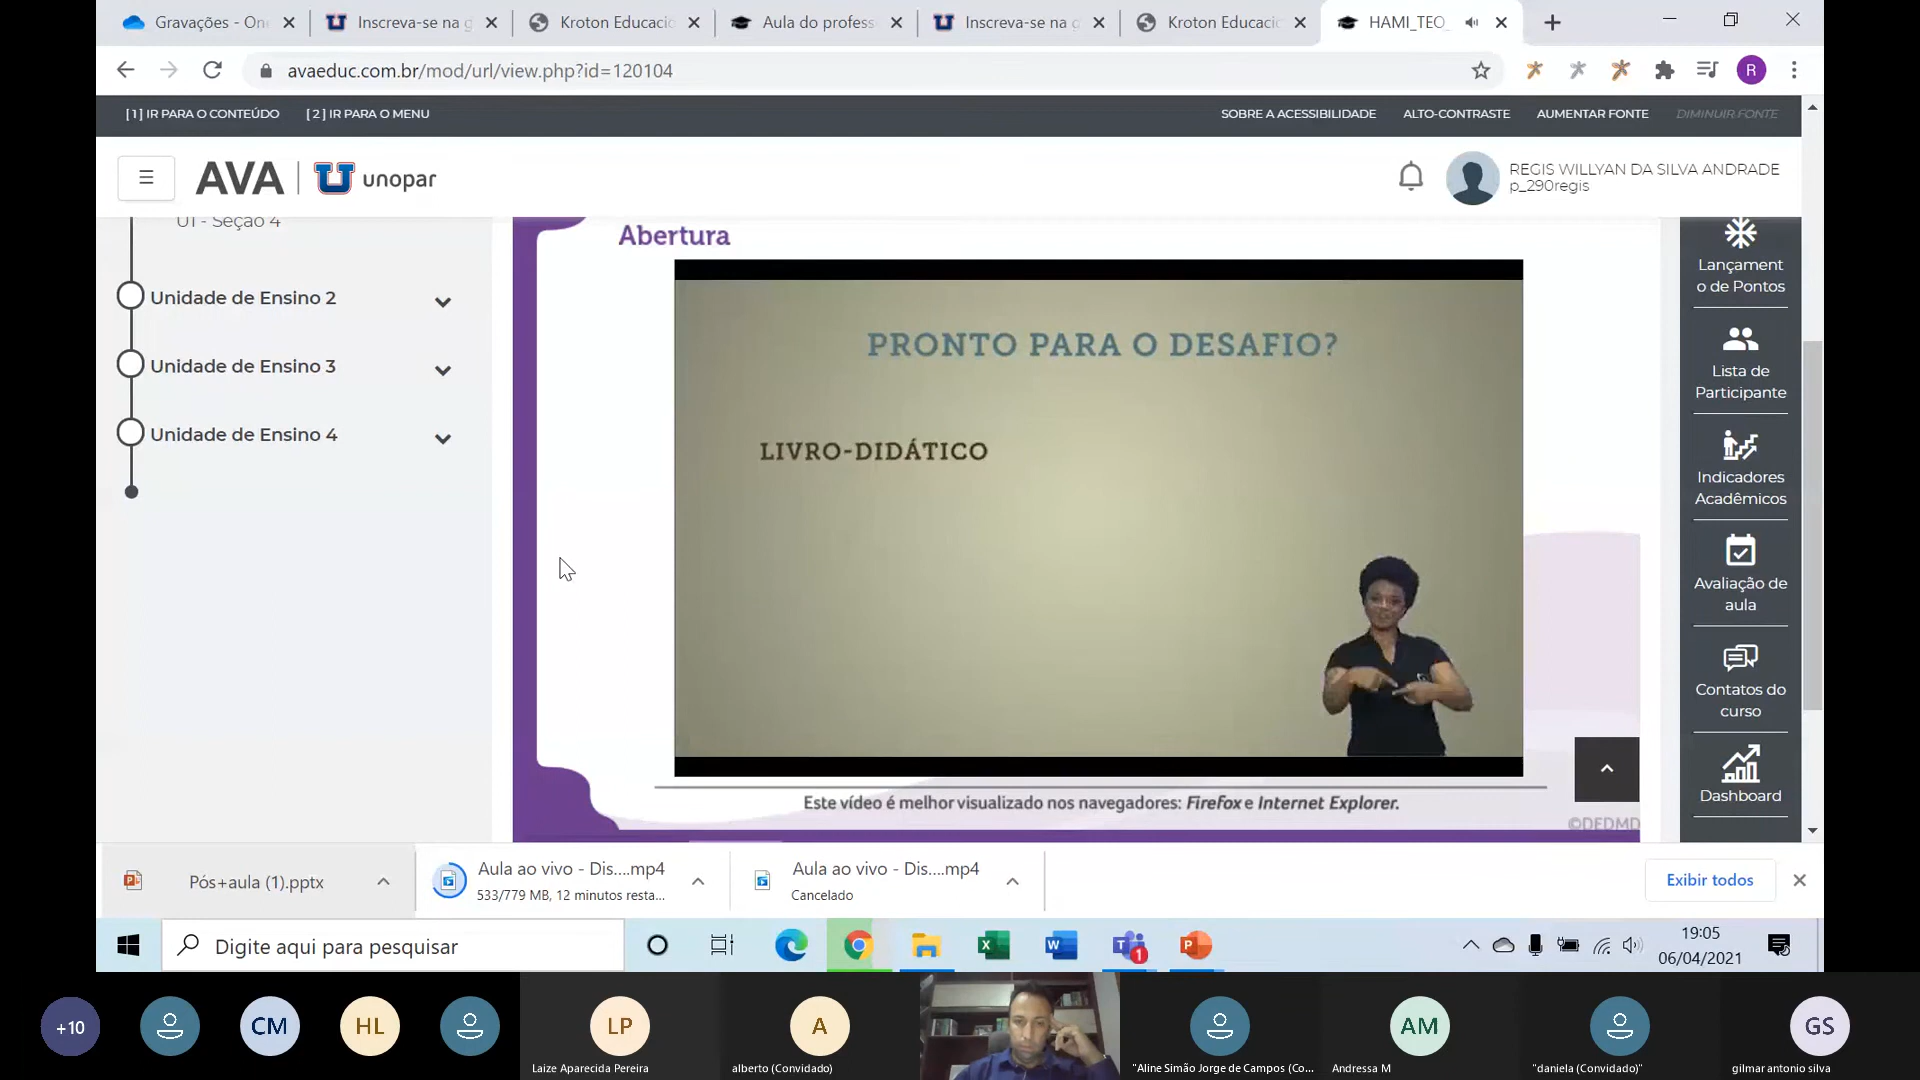 Gravações - On
Inscreva-se na g
Kroton Educacio
Aula do profess
Inscreva-se na g
Kroton Educacio
HAMI_TEO_
avaeduc.com.br/mod/url/view.php?id=120104
R
[1] IR PARA O CONTEÚDO
[2] IR PARA O MENU
SOBRE A ACESSIBILIDADE
ALTO-CONTRASTE
AUMENTAR FONTE
DIMINUIR FONTE
AVA
unopar
REGIS WILLYAN DA SILVA ANDRADE
p_290regis
U1 - Seção 4
Unidade de Ensino 2
Unidade de Ensino 3
Unidade de Ensino 4
Abertura
PRONTO PARA O DESAFIO?
LIVRO-DIDÁTICO
Este vídeo é melhor visualizado nos navegadores: Firefox e Internet Explorer.
©DEDMD
Lançament
o de Pontos
Lista de
Participante
Indicadores
Acadêmicos
Avaliação de
aula
Contatos do
curso
Dashboard
Pós+aula (1).pptx
Aula ao vivo - Dis....mp4
533/779 MB, 12 minutos resta...
Aula ao vivo - Dis....mp4
Cancelado
Exibir todos
Digite aqui para pesquisar
1
19:05
06/04/2021
+10
CM
HL
LP
Laize Aparecida Pereira
A
alberto (Convidado)
"Aline Simão Jorge de Campos (Co...
AM
Andressa M
"daniela (Convidado)"
GS
gilmar antonio silva